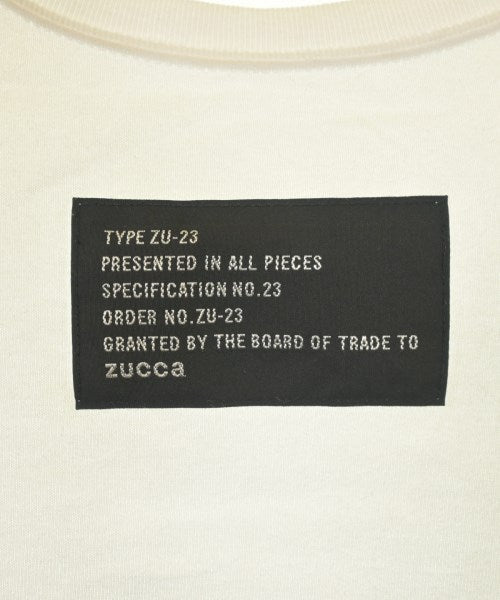 TYPE ZU-23
PRESENTED IN ALL PIECES
SPECIFICATION NO.23
ORDER NO.ZU-23
GRANTED BY THE BOARD OF TRADE TO
zucca